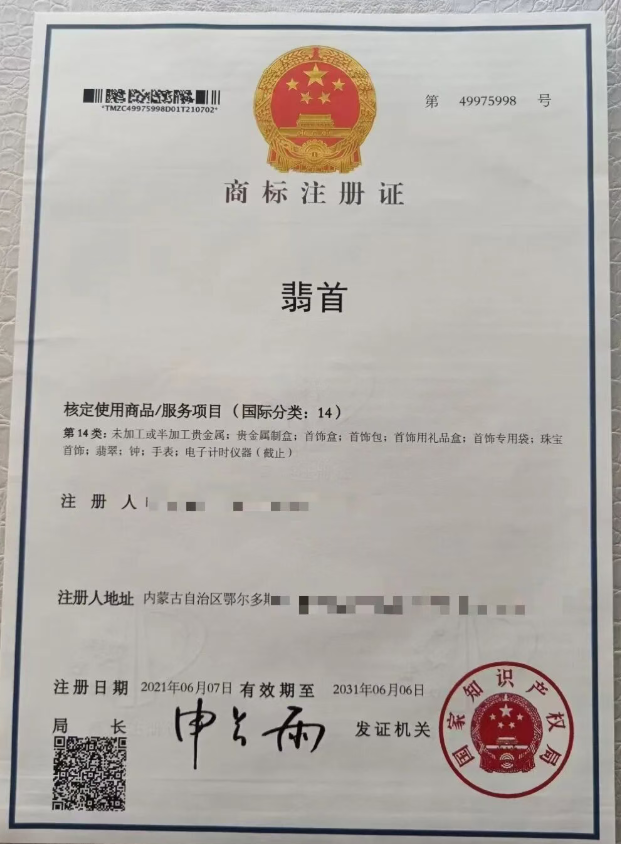 *TMZC49975998D01T210702*
第 49975998 号
商标注册证
翡首
核定使用商品/服务项目（国际分类：14）
第14类：未加工或半加工贵金属；贵金属制盒；首饰盒；首饰包；首饰用礼品盒；首饰专用袋；珠宝
首饰；翡翠；钟；手表；电子计时仪器（截止）
注 册 人
注册人地址 内蒙古自治区鄂尔多斯
注册日期 2021年06月07日 有效期至 2031年06月06日
局 长 申长雨 发证机关
国家知识产权局